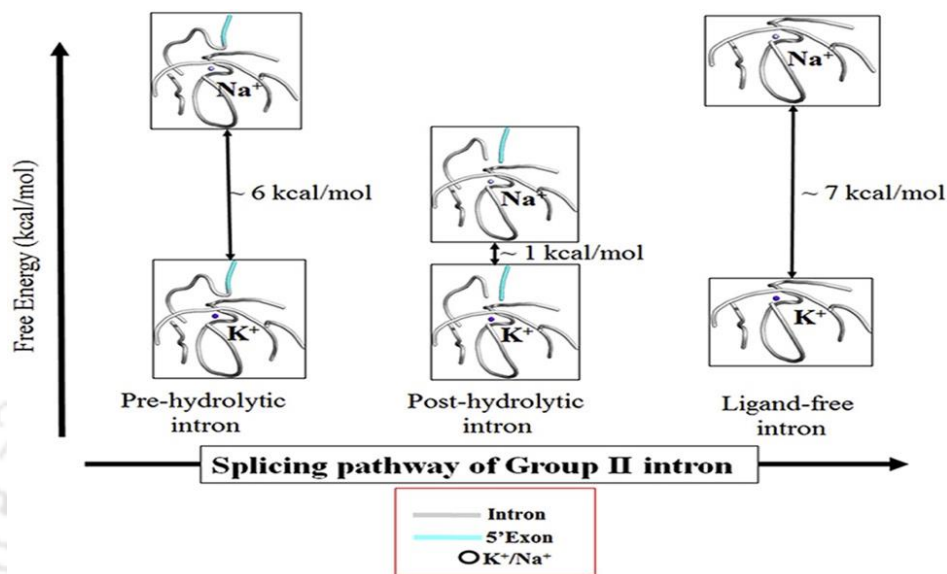 Free Energy (kcal/mol)
Na⁺
~ 6 kcal/mol
K⁺
Pre-hydrolytic
intron
Na⁺
~ 1 kcal/mol
K⁺
Post-hydrolytic
intron
Na⁺
~ 7 kcal/mol
K⁺
Ligand-free
intron
Splicing pathway of Group II intron
Intron
5'Exon
K⁺/Na⁺